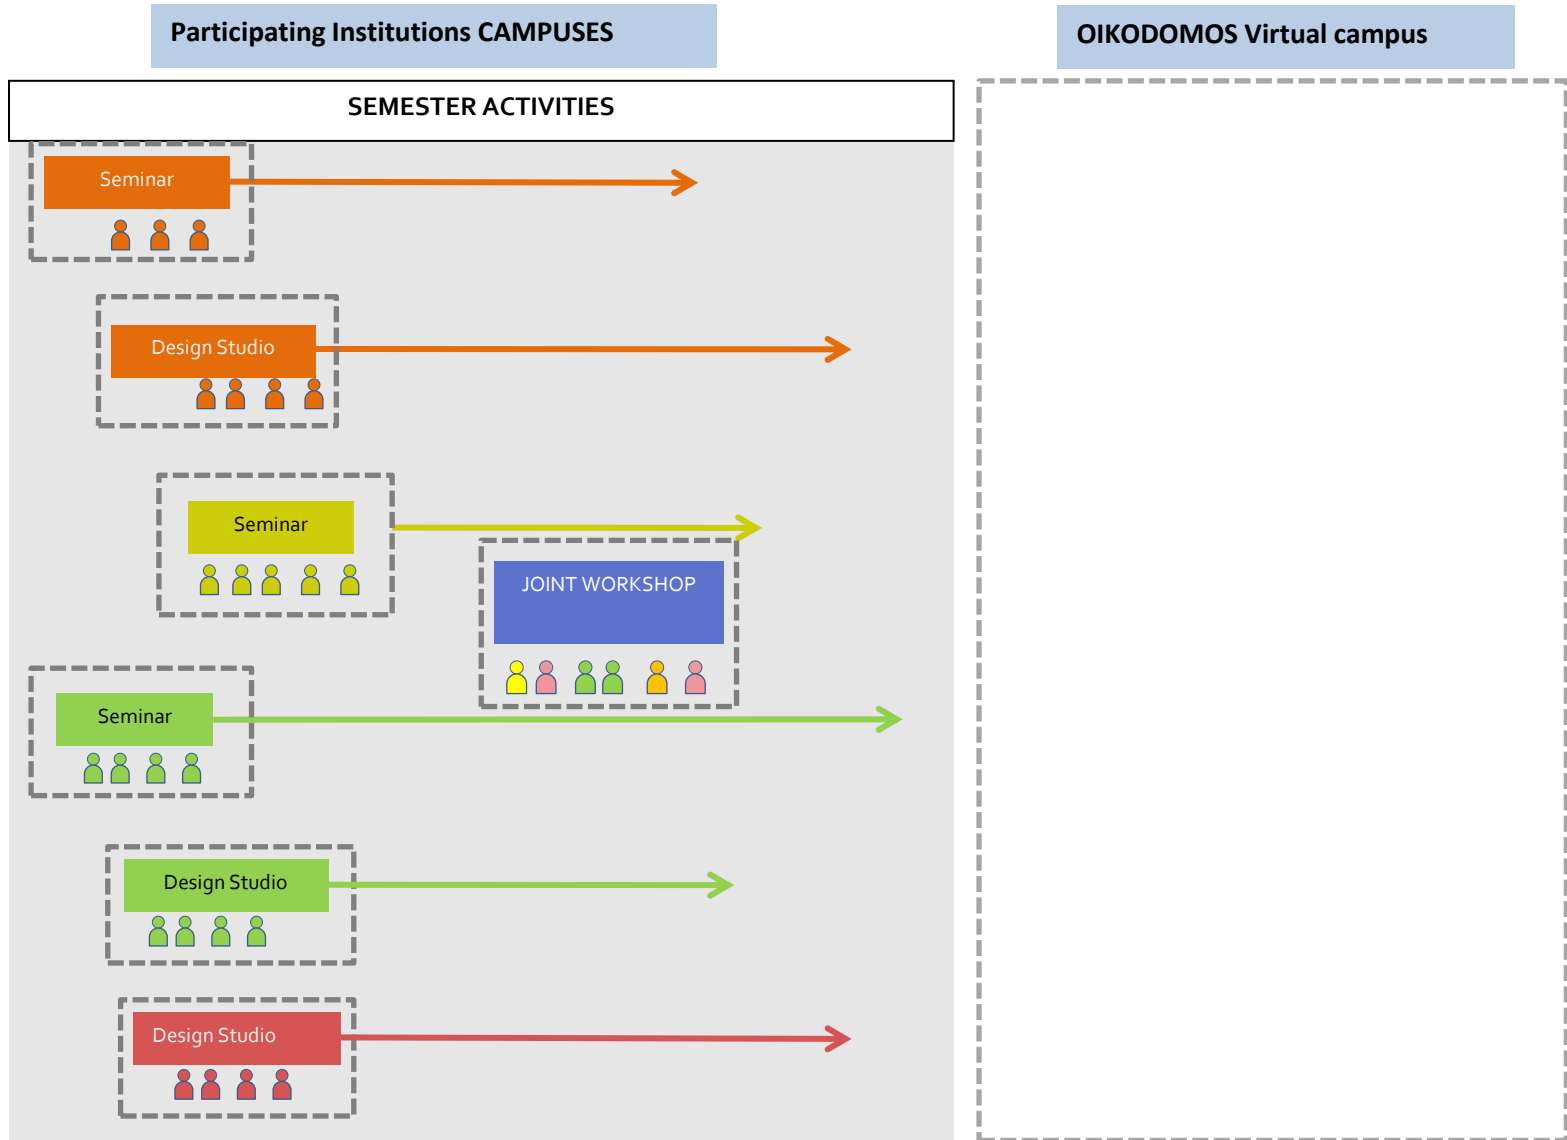 Participating Institutions CAMPUSES
OIKODOMOS Virtual campus
SEMESTER ACTIVITIES
Seminar
Design Studio
Seminar
JOINT WORKSHOP
Seminar
Design Studio
Design Studio